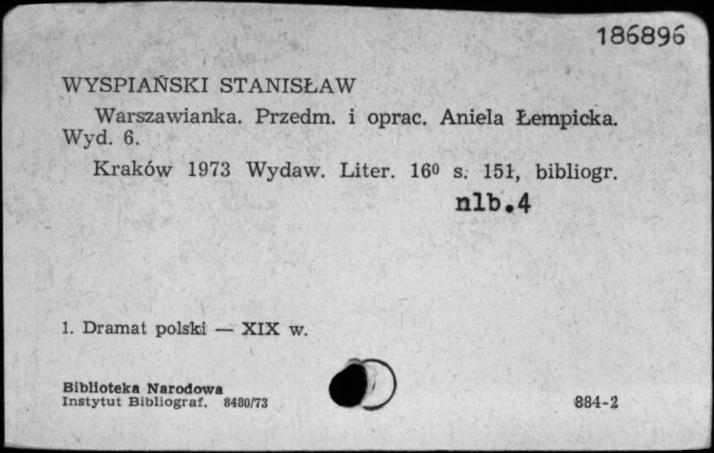 186896
WYSPIAŃSKI STANISŁAW
Warszawianka. Przedm. i oprac. Aniela Łempicka.
Wyd. 6.
Kraków 1973 Wydaw. Liter. 16⁰ s. 151, bibliogr.
nlb.4
1. Dramat polski — XIX w.
Biblioteka Narodowa
Instytut Bibliograf. 8480/73
884-2